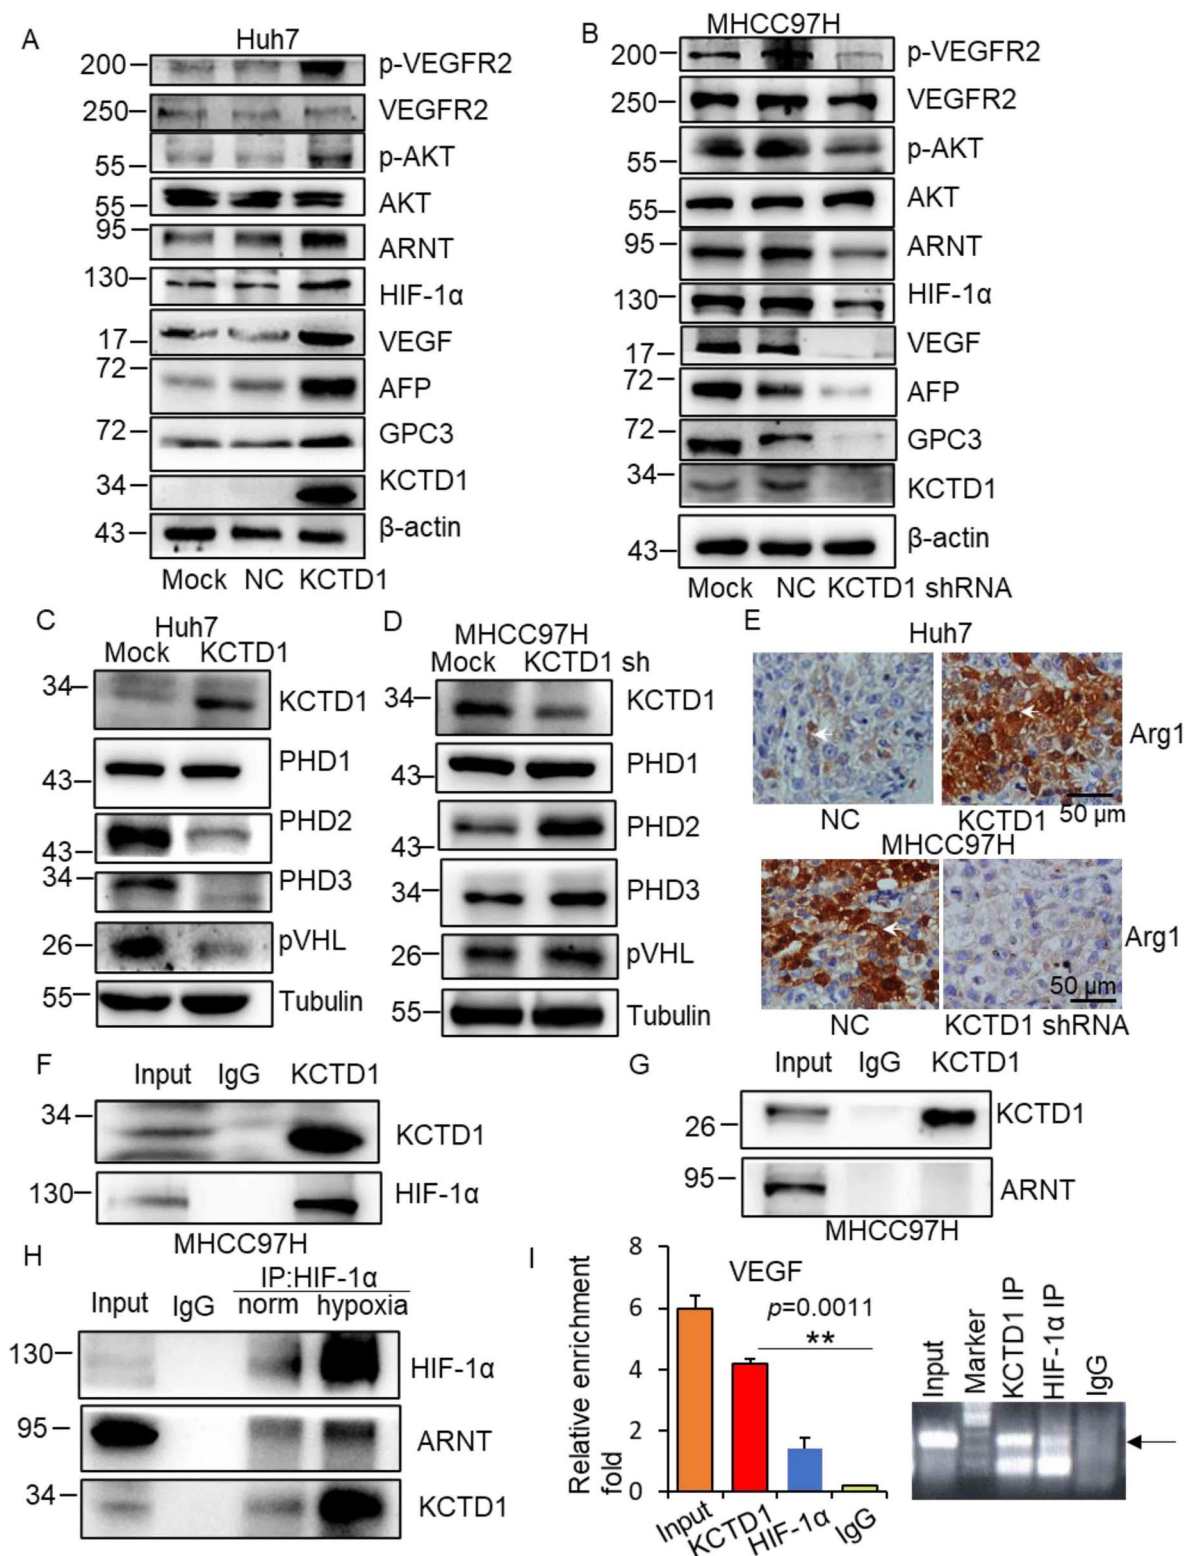 A
Huh7
200
p-VEGFR2
250
VEGFR2
55
p-AKT
55
AKT
95
ARNT
130
HIF-1α
17
VEGF
72
AFP
72
GPC3
34
KCTD1
43
β-actin
Mock NC KCTD1
B
MHCC97H
200
p-VEGFR2
250
VEGFR2
55
p-AKT
55
AKT
95
ARNT
130
HIF-1α
17
VEGF
72
AFP
72
GPC3
34
KCTD1
43
β-actin
Mock NC KCTD1 shRNA
C
Huh7
Mock KCTD1
34
KCTD1
43
PHD1
43
PHD2
34
PHD3
26
pVHL
55
Tubulin
D
MHCC97H
Mock KCTD1 sh
34
KCTD1
43
PHD1
43
PHD2
34
PHD3
26
pVHL
55
Tubulin
E
Huh7
Arg1
50 µm
NC KCTD1
MHCC97H
Arg1
50 µm
NC KCTD1 shRNA
F
Input IgG KCTD1
34
KCTD1
130
HIF-1α
MHCC97H
G
Input IgG KCTD1
26
KCTD1
95
ARNT
MHCC97H
H
IP:HIF-1α
Input IgG norm hypoxia
130
HIF-1α
95
ARNT
34
KCTD1
I
VEGF
p=0.0011
**
Relative enrichment
fold
8
6
4
2
0
Input
KCTD1
HIF-1α
IgG
Input
Marker
KCTD1 IP
HIF-1α IP
IgG